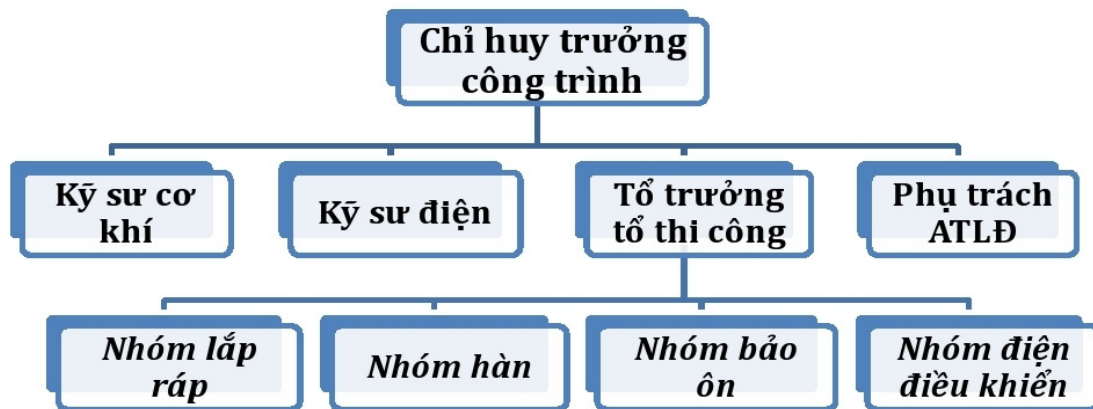 Chỉ huy trưởng
công trình
Kỹ sư cơ
khí
Kỹ sư điện
Tổ trưởng
tổ thi công
Phụ trách
ATLĐ
Nhóm lắp
ráp
Nhóm hàn
Nhóm bảo
ôn
Nhóm điện
điều khiển